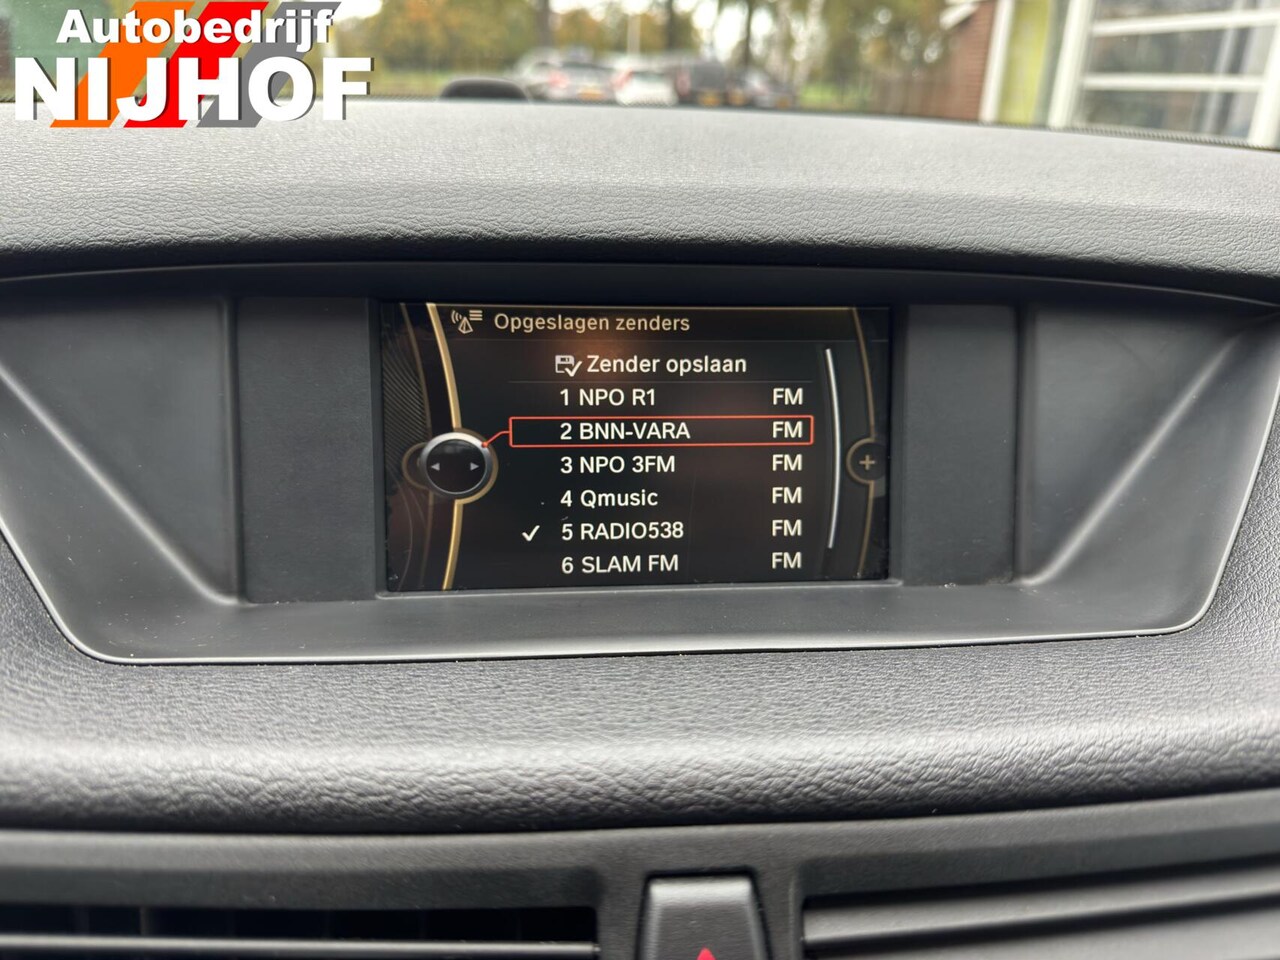 Autobedrijf
NIJHOF
Opgeslagen zenders
Zender opslaan
1 NPO R1 FM
2 BNN-VARA FM
3 NPO 3FM FM
4 Qmusic FM
5 RADIO538 FM
6 SLAM FM FM